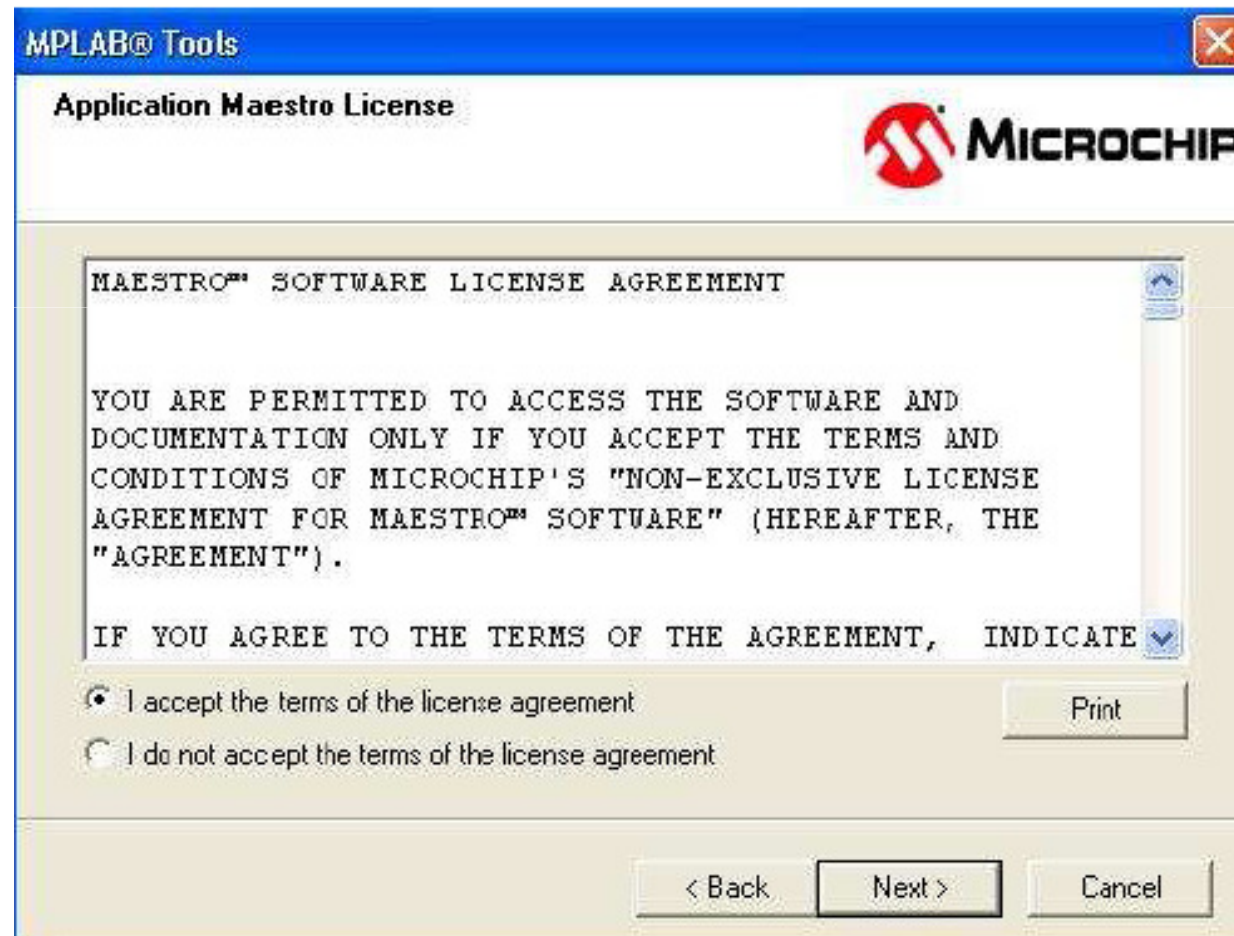 MPLAB® Tools
Application Maestro License
MICROCHIP
MAESTRO™ SOFTWARE LICENSE AGREEMENT
YOU ARE PERMITTED TO ACCESS THE SOFTWARE AND
DOCUMENTATION ONLY IF YOU ACCEPT THE TERMS AND
CONDITIONS OF MICROCHIP'S "NON-EXCLUSIVE LICENSE
AGREEMENT FOR MAESTRO™ SOFTWARE" (HEREAFTER, THE
"AGREEMENT").
IF YOU AGREE TO THE TERMS OF THE AGREEMENT, INDICATE
I accept the terms of the license agreement
Print
I do not accept the terms of the license agreement
< Back
Next >
Cancel